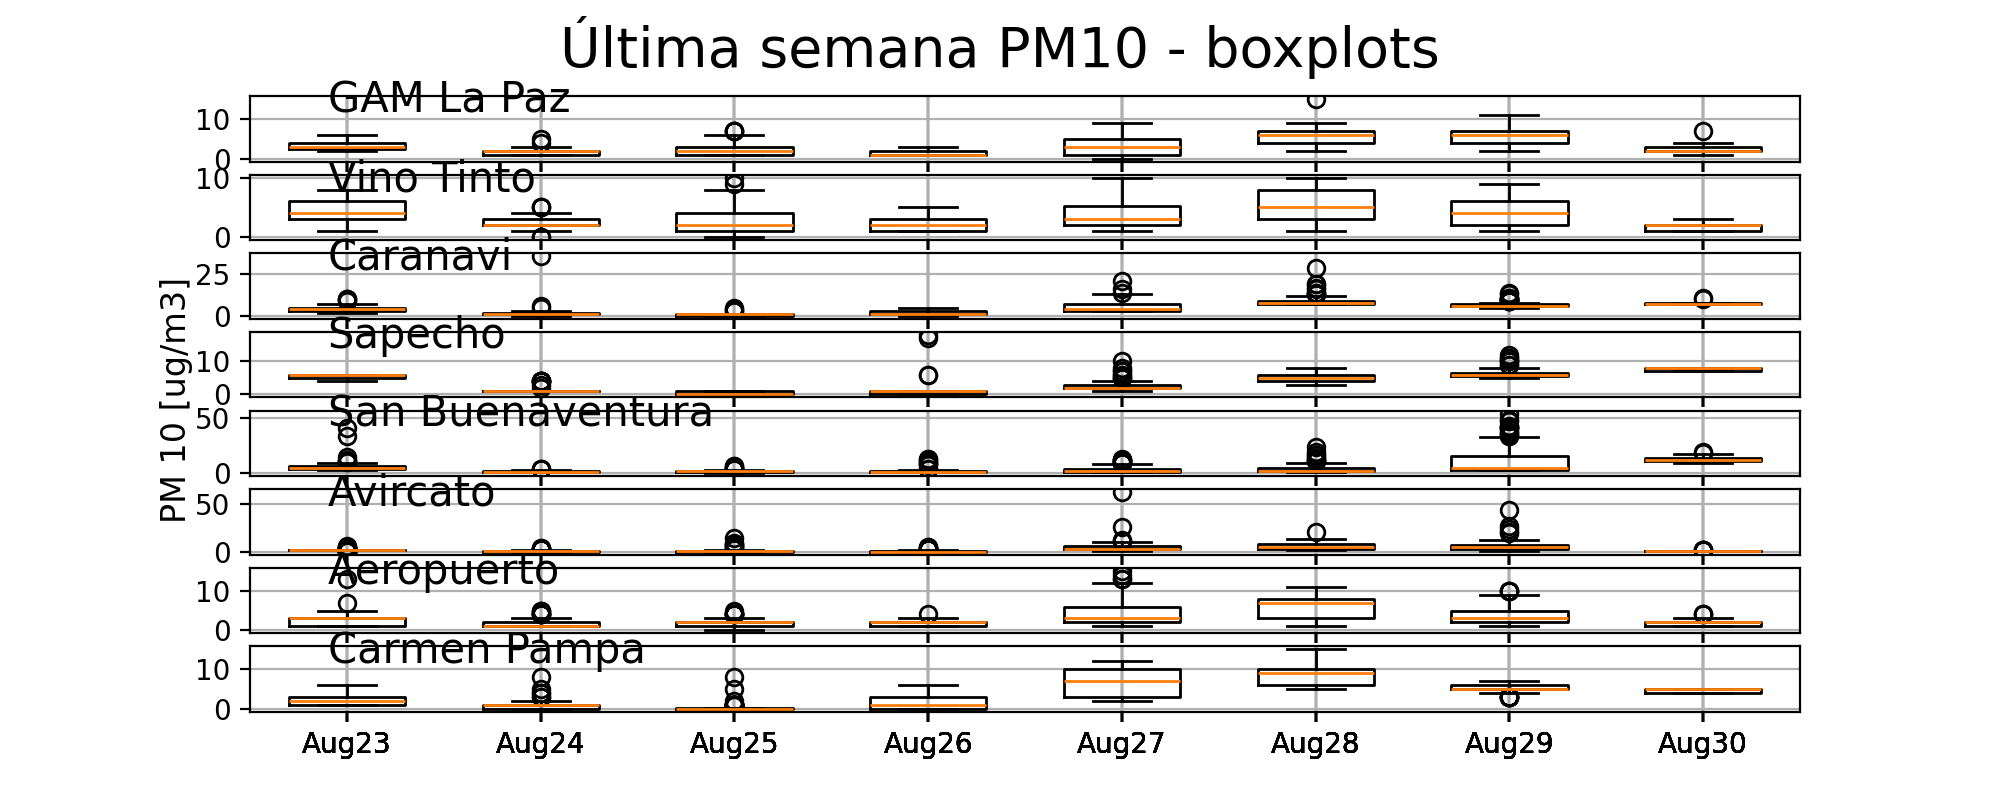 Última semana PM10 - boxplots
GAM La Paz
10
0
Vino Tinto
10
0
Caranavi
25
0
Sapecho
10
0
San Buenaventura
50
0
Avircato
50
0
Aeropuerto
10
0
Carmen Pampa
10
0
PM 10 [ug/m3]
Aug23 Aug24 Aug25 Aug26 Aug27 Aug28 Aug29 Aug30